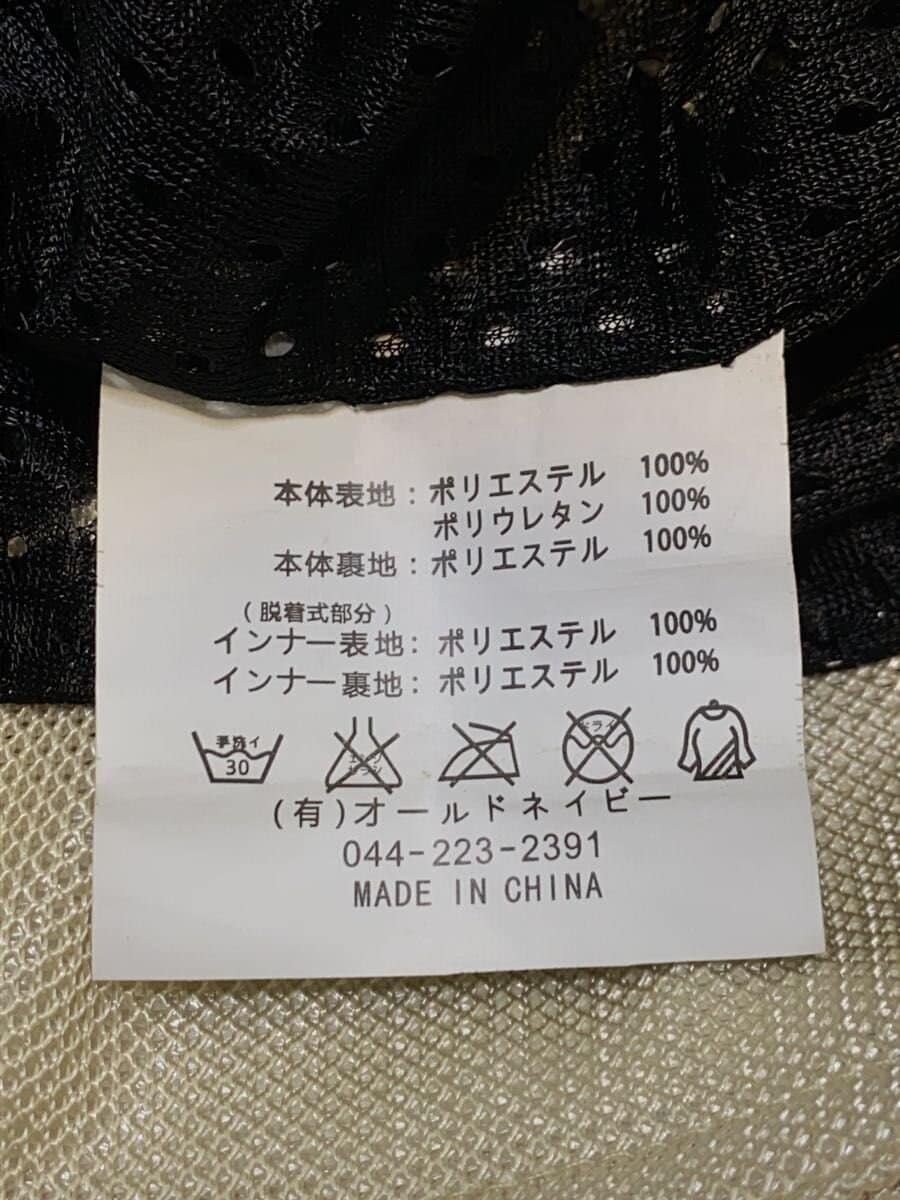 本体表地：ポリエステル 100%
ポリウレタン 100%
本体裏地：ポリエステル 100%
(脱着式部分)
インナー表地：ポリエステル 100%
インナー裏地：ポリエステル 100%
手洗イ
30
ドライ
(有)オールドネイビー
044-223-2391
MADE IN CHINA